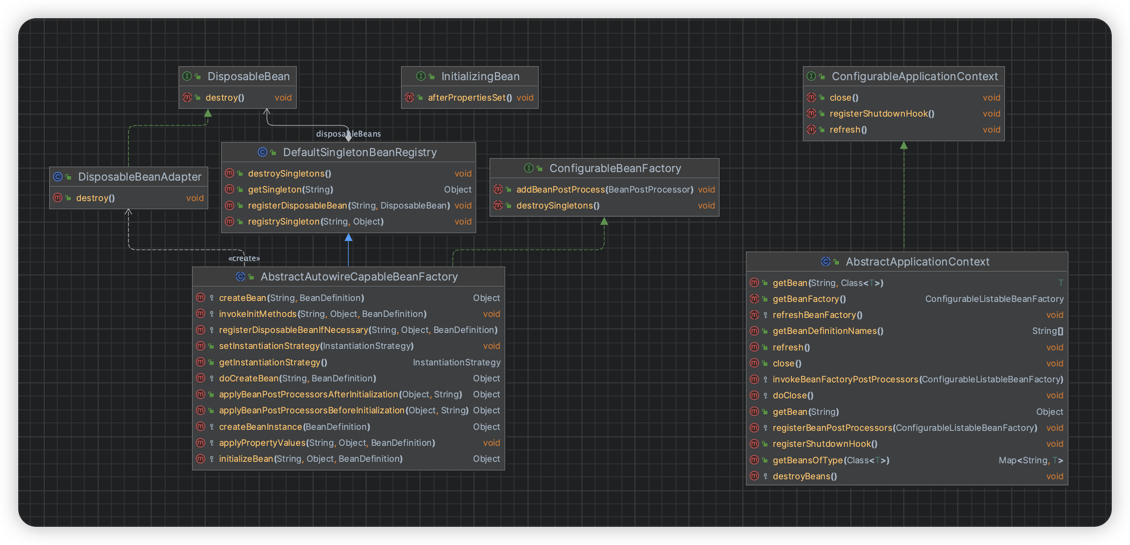 DisposableBean
destroy() void
InitializingBean
afterPropertiesSet() void
ConfigurableApplicationContext
close() void
registerShutdownHook() void
refresh() void
disposableBeans
DefaultSingletonBeanRegistry
destroySingletons() void
getSingleton(String) Object
registerDisposableBean(String, DisposableBean) void
registrySingleton(String, Object) void
DisposableBeanAdapter
destroy() void
ConfigurableBeanFactory
addBeanPostProcess(BeanPostProcessor) void
destroySingletons() void
«create»
AbstractAutowireCapableBeanFactory
createBean(String, BeanDefinition) Object
invokeInitMethods(String, Object, BeanDefinition) void
registerDisposableBeanIfNecessary(String, Object, BeanDefinition) void
setInstantiationStrategy(InstantiationStrategy) void
getInstantiationStrategy() InstantiationStrategy
doCreateBean(String, BeanDefinition) Object
applyBeanPostProcessorsAfterInitialization(Object, String) Object
applyBeanPostProcessorsBeforeInitialization(Object, String) Object
createBeanInstance(BeanDefinition) Object
applyPropertyValues(String, Object, BeanDefinition) void
initializeBean(String, Object, BeanDefinition) Object
AbstractApplicationContext
getBean(String, Class<T>) T
getBeanFactory() ConfigurableListableBeanFactory
refreshBeanFactory() void
getBeanDefinitionNames() String[]
refresh() void
close() void
invokeBeanFactoryPostProcessors(ConfigurableListableBeanFactory) void
doClose() void
getBean(String) Object
registerBeanPostProcessors(ConfigurableListableBeanFactory) void
registerShutdownHook() void
getBeansOfType(Class<T>) Map<String, T>
destroyBeans() void